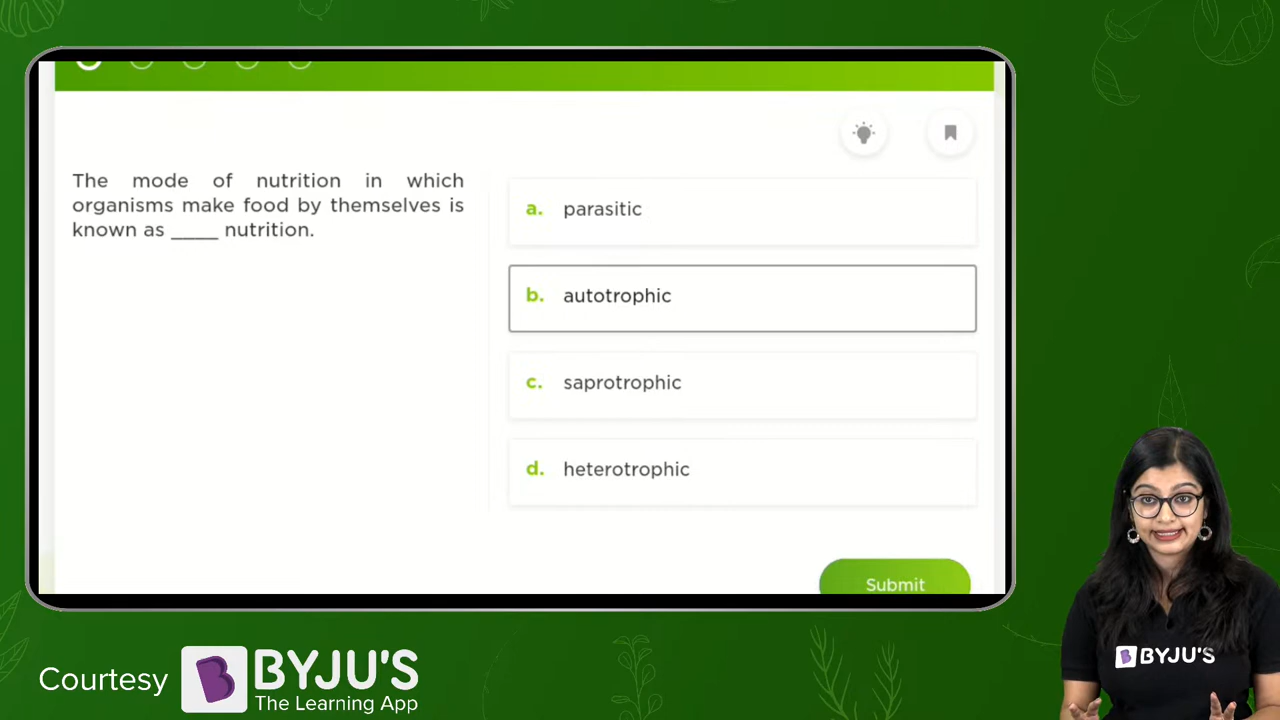 The mode of nutrition in which
organisms make food by themselves is
known as ____ nutrition.
a. parasitic
b. autotrophic
c. saprotrophic
d. heterotrophic
Submit
BYJU'S
Courtesy
BYJU'S
The Learning App